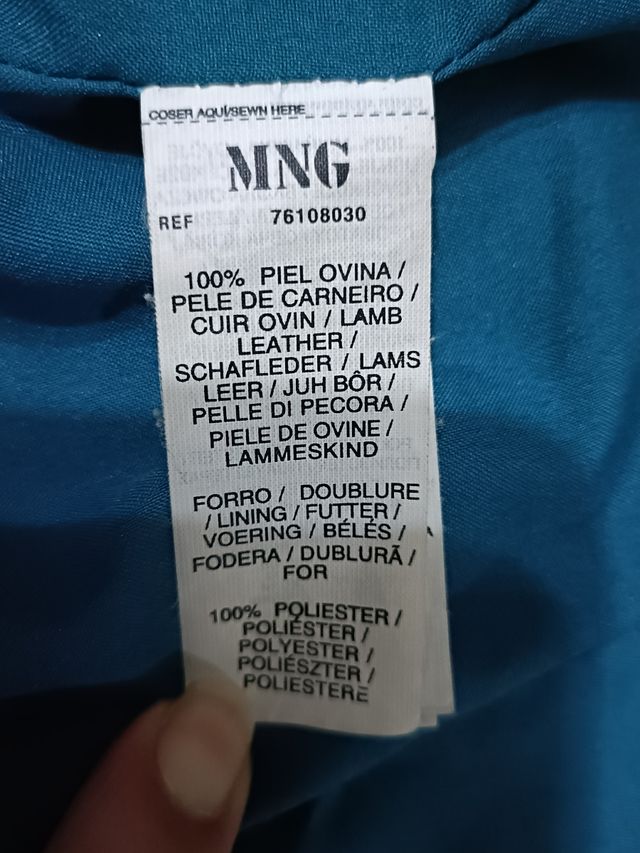 COSER AQUI/SEWN HERE
MNG
REF 76108030
100% PIEL OVINA /
PELE DE CARNEIRO /
CUIR OVIN / LAMB
LEATHER /
SCHAFLEDER / LAMS
LEER / JUH BÔR /
PELLE DI PECORA /
PIELE DE OVINE /
LAMMESKIND
FORRO / DOUBLURE
/ LINING / FUTTER /
VOERING / BÉLÉS /
FODERA / DUBLURĂ /
FOR
100% POLIESTER /
POLIÉSTER /
POLYESTER /
POLIÉSZTER /
POLIESTERE